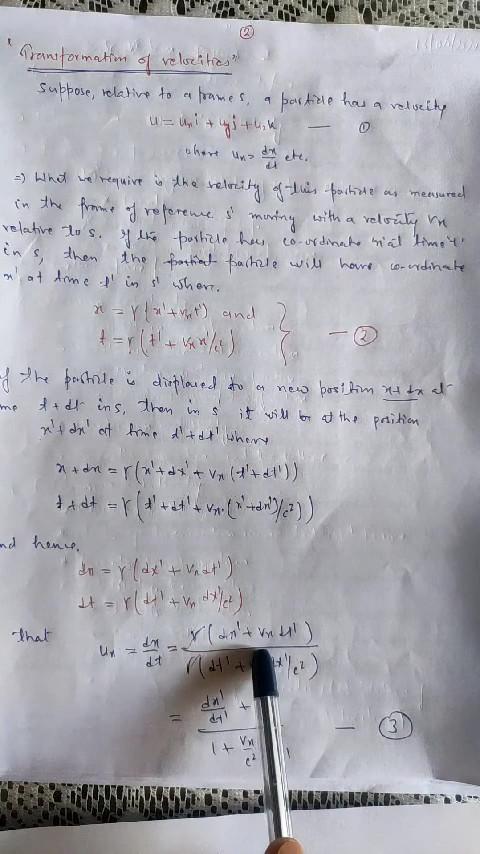 ②
"Transformation of velocities"
Suppose, relative to a frame s, a particle has a velocity
u = uₓi + u_yj + u_zk — ①
where uₓ = dx/dt etc.
=> What we require is the velocity of this particle as measured
in the frame of reference s' moving with a velocity vₓ
relative to s. If the particle has co-ordinate x at time 't'
in s, then the particle will have co-ordinate
x' at time t' in s' where.
x = γ(x' + vₓt') and
t = γ(t' + vₓx'/c²) } — ②
If the particle is displaced to a new position x+dx at
time t+dt in s, then in s' it will be at the position
x'+dx' at time t'+dt' where
x + dx = γ(x' + dx' + vₓ(t' + dt'))
t + dt = γ(t' + dt' + vₓ.(x' + dx')/c²))
and hence.
dx = γ(dx' + vₓdt')
dt = γ(dt' + vₓ dx'/c²)
That uₓ = dx/dt = γ(dx' + vₓ dt') / γ(dt' + dx'/c²)
= dx'/dt' + / 1 + vₓ/c² — ③